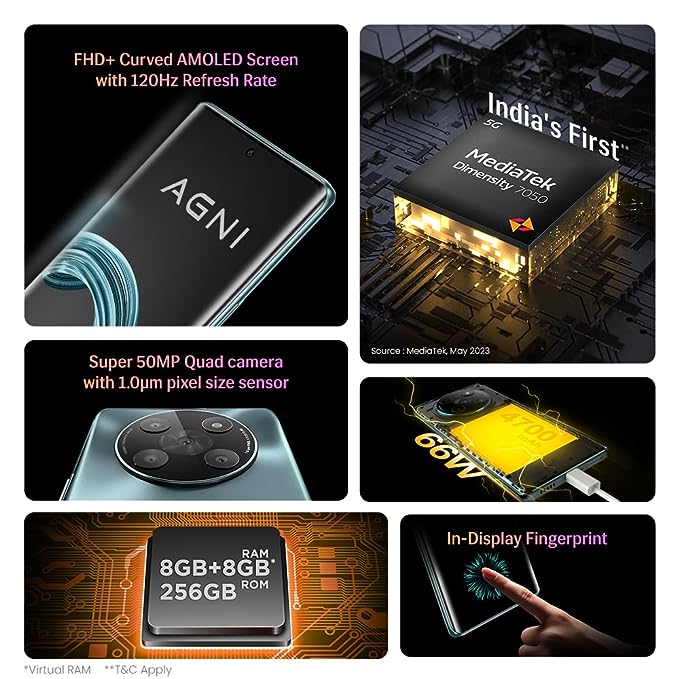 FHD+ Curved AMOLED Screen
with 120Hz Refresh Rate
AGNI
India's First**
5G
MediaTek
Dimensity 7050
Source : MediaTek, May 2023
Super 50MP Quad camera
with 1.0µm pixel size sensor
4700
mAh
66W
RAM
8GB+8GB*
256GB ROM
In-Display Fingerprint
*Virtual RAM **T&C Apply